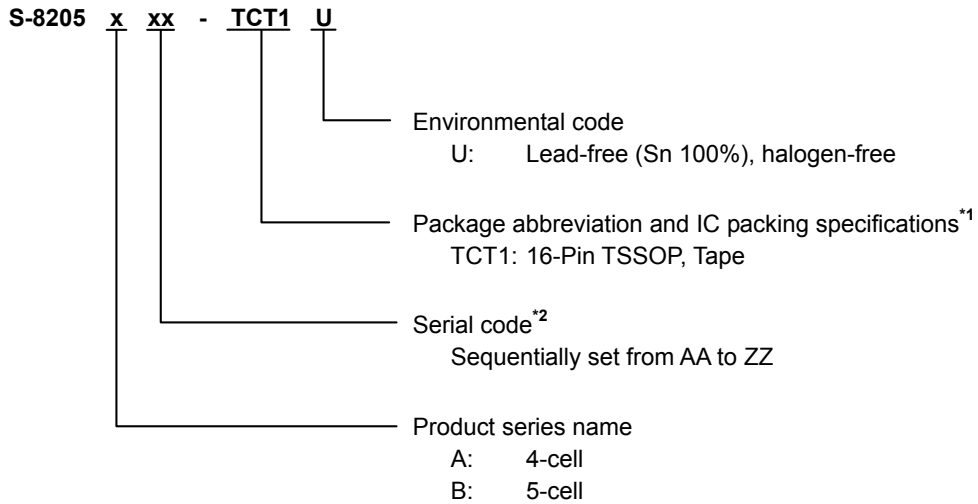 S-8205 x xx - TCT1 U
Environmental code
U: Lead-free (Sn 100%), halogen-free
Package abbreviation and IC packing specifications*1
TCT1: 16-Pin TSSOP, Tape
Serial code*2
Sequentially set from AA to ZZ
Product series name
A: 4-cell
B: 5-cell